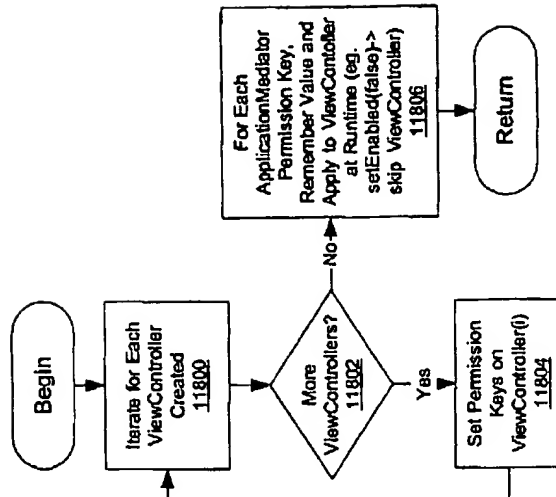 Begin
Iterate for Each
ViewController
Created
11800
More
ViewControllers?
11802
No
Yes
Set Permission
Keys on
ViewController(i)
11804
For Each
ApplicationMediator
Permission Key,
Remember Value and
Apply to ViewContoller
at Runtime (eg.
setEnabled(false)->
skip ViewController)
11806
Return